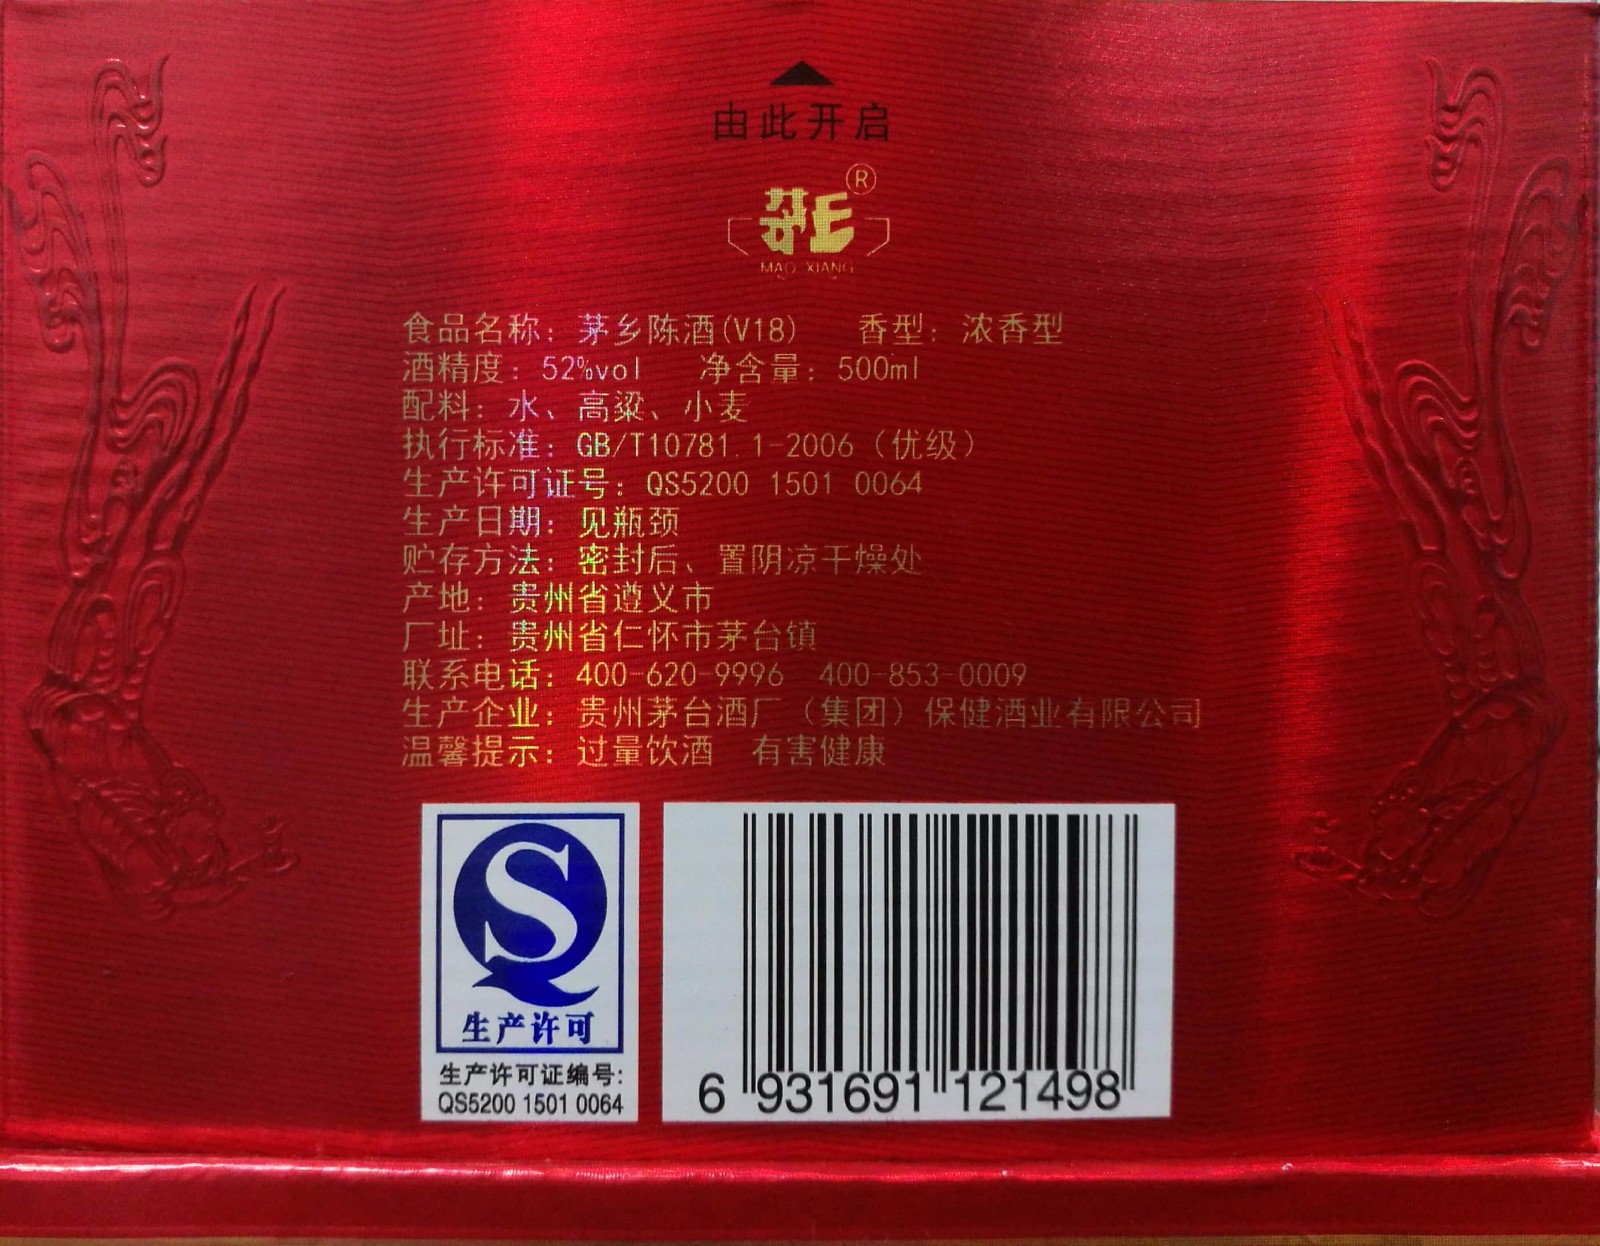 由此开启
茅乡
®
MAO XIANG
食品名称：茅乡陈酒(V18) 香型：浓香型
酒精度：52%vol 净含量：500ml
配料：水、高粱、小麦
执行标准：GB/T10781.1-2006（优级）
生产许可证号：QS5200 1501 0064
生产日期：见瓶颈
贮存方法：密封后、置阴凉干燥处
产地：贵州省遵义市
厂址：贵州省仁怀市茅台镇
联系电话：400-620-9996 400-853-0009
生产企业：贵州茅台酒厂（集团）保健酒业有限公司
温馨提示：过量饮酒 有害健康
生产许可
生产许可证编号:
QS5200 1501 0064
6 931691 121498